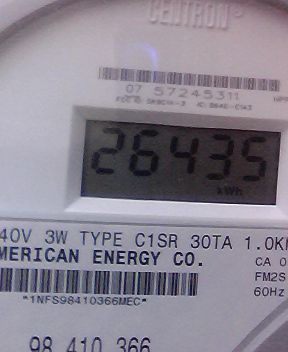 CENTRON®
07 57245311
26435
kWh
40V 3W TYPE C1SR 30TA 1.0K
MERICAN ENERGY CO.
CA 0
FM2S
60Hz
*1NFS98410366MEC*
98 410 366